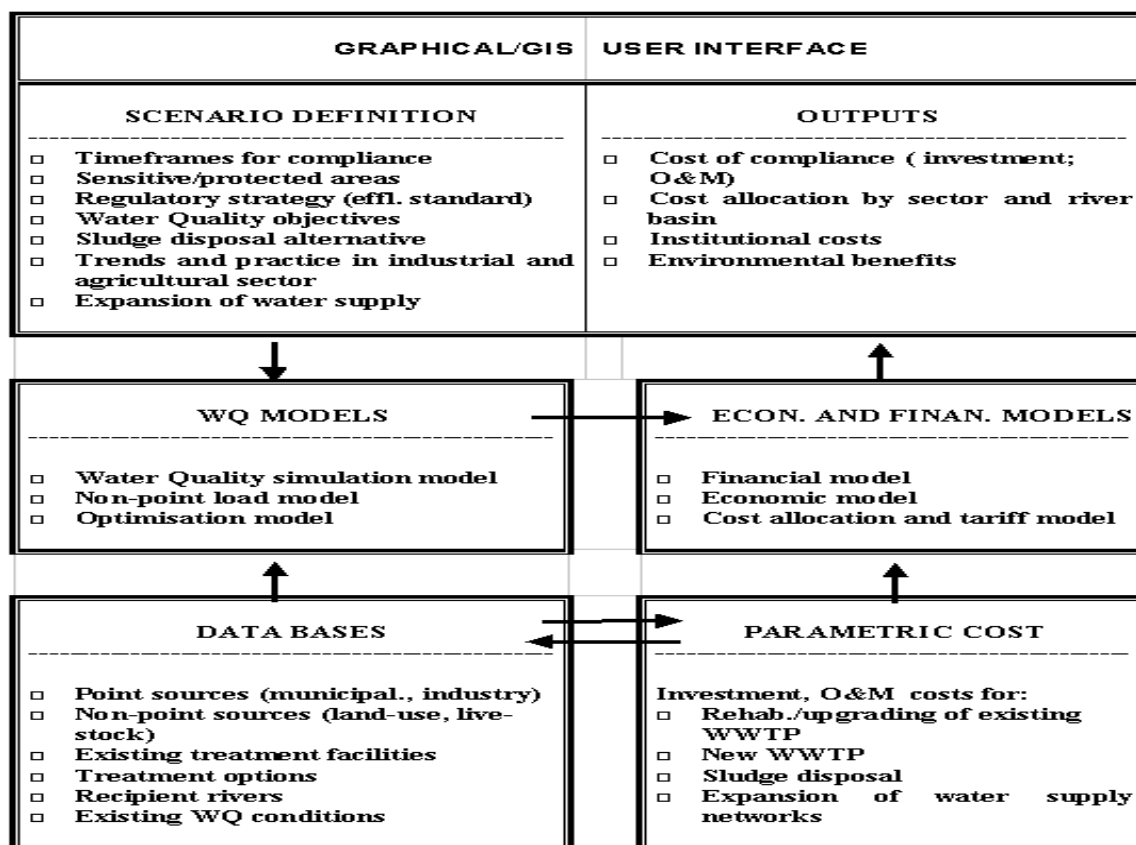 GRAPHICAL/GIS USER INTERFACE
SCENARIO DEFINITION
Timeframes for compliance
Sensitive/protected areas
Regulatory strategy (effl. standard)
Water Quality objectives
Sludge disposal alternative
Trends and practice in industrial and
agricultural sector
Expansion of water supply
OUTPUTS
Cost of compliance ( investment;
O&M)
Cost allocation by sector and river
basin
Institutional costs
Environmental benefits
WQ MODELS
Water Quality simulation model
Non-point load model
Optimisation model
ECON. AND FINAN. MODELS
Financial model
Economic model
Cost allocation and tariff model
DATA BASES
Point sources (municipal., industry)
Non-point sources (land-use, live-
stock)
Existing treatment facilities
Treatment options
Recipient rivers
Existing WQ conditions
PARAMETRIC COST
Investment, O&M costs for:
Rehab./upgrading of existing
WWTP
New WWTP
Sludge disposal
Expansion of water supply
networks